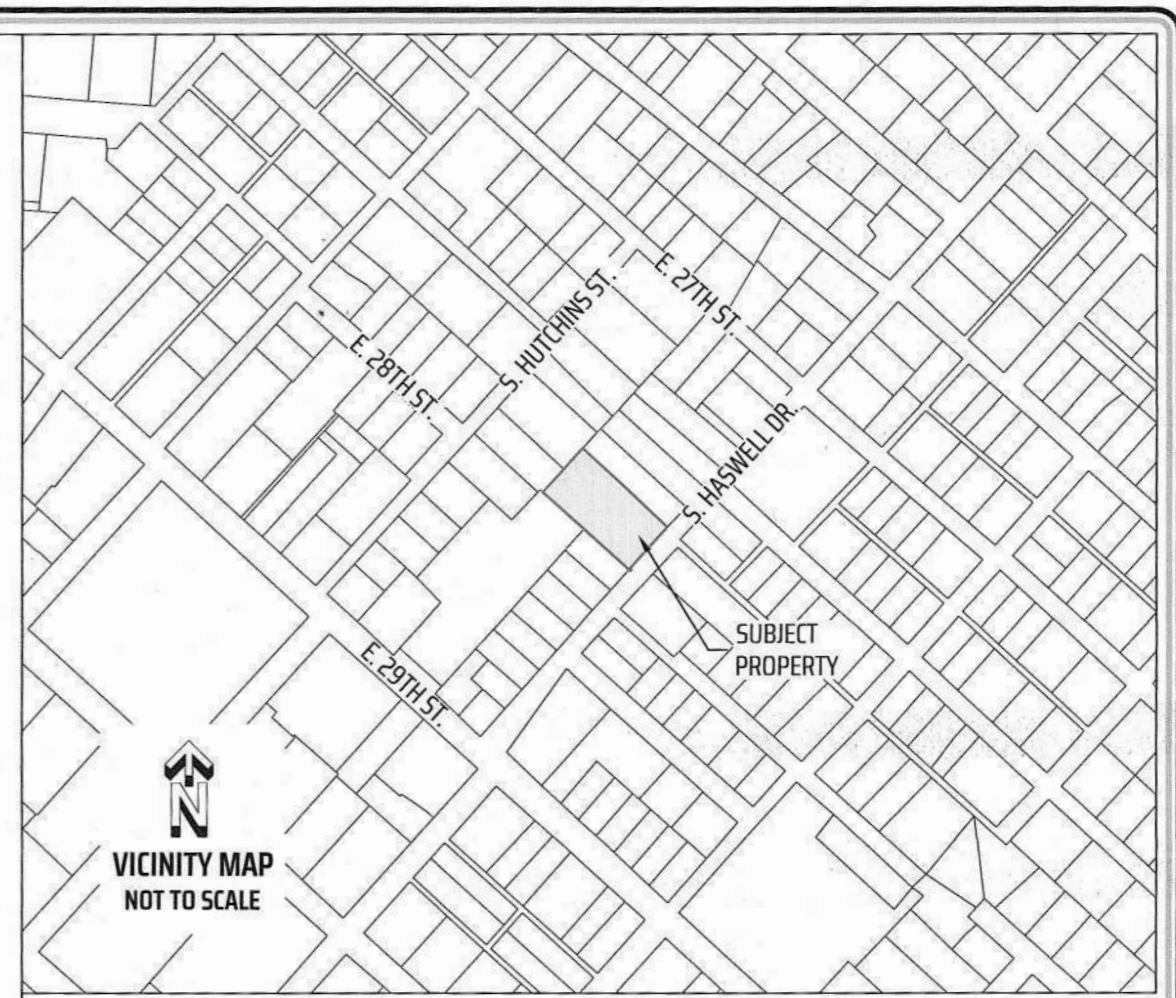 E. 27TH ST.
S. HUTCHINS ST.
E. 28TH ST.
S. HASWELL DR.
SUBJECT
PROPERTY
E. 29TH ST.
N
VICINITY MAP
NOT TO SCALE